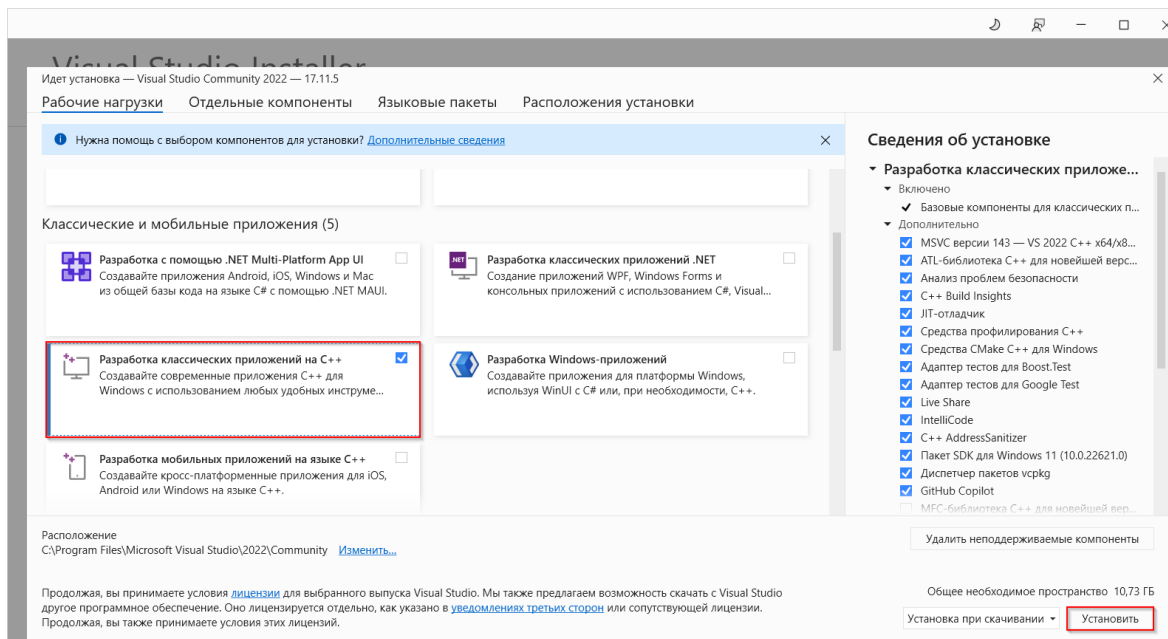 Visual Studio Installer
Идет установка — Visual Studio Community 2022 — 17.11.5
Рабочие нагрузки Отдельные компоненты Языковые пакеты Расположения установки
Нужна помощь с выбором компонентов для установки? Дополнительные сведения
Классические и мобильные приложения (5)
Разработка с помощью .NET Multi-Platform App UI
Создавайте приложения Android, iOS, Windows и Mac
из общей базы кода на языке C# с помощью .NET MAUI.
.NET
Разработка классических приложений .NET
Создание приложений WPF, Windows Forms и
консольных приложений с использованием C#, Visual...
Разработка классических приложений на C++
Создавайте современные приложения C++ для
Windows с использованием любых удобных инструме...
Разработка Windows-приложений
Создавайте приложения для платформы Windows,
используя WinUI с C# или, при необходимости, C++.
Разработка мобильных приложений на языке C++
Создавайте кросс-платформенные приложения для iOS,
Android или Windows на языке C++.
Сведения об установке
Разработка классических приложе...
Включено
Базовые компоненты для классических п...
Дополнительно
MSVC версии 143 — VS 2022 C++ x64/x8...
ATL-библиотека C++ для новейшей верс...
Анализ проблем безопасности
C++ Build Insights
JIT-отладчик
Средства профилирования C++
Средства CMake C++ для Windows
Адаптер тестов для Boost.Test
Адаптер тестов для Google Test
Live Share
IntelliCode
C++ AddressSanitizer
Пакет SDK для Windows 11 (10.0.22621.0)
Диспетчер пакетов vcpkg
GitHub Copilot
MFC-библиотека C++ для новейшей вер...
Расположение
C:\Program Files\Microsoft Visual Studio\2022\Community Изменить...
Удалить неподдерживаемые компоненты
Продолжая, вы принимаете условия лицензии для выбранного выпуска Visual Studio. Мы также предлагаем возможность скачать с Visual Studio
другое программное обеспечение. Оно лицензируется отдельно, как указано в уведомлениях третьих сторон или сопутствующей лицензии.
Продолжая, вы также принимаете условия этих лицензий.
Общее необходимое пространство 10,73 ГБ
Установка при скачивании Установить